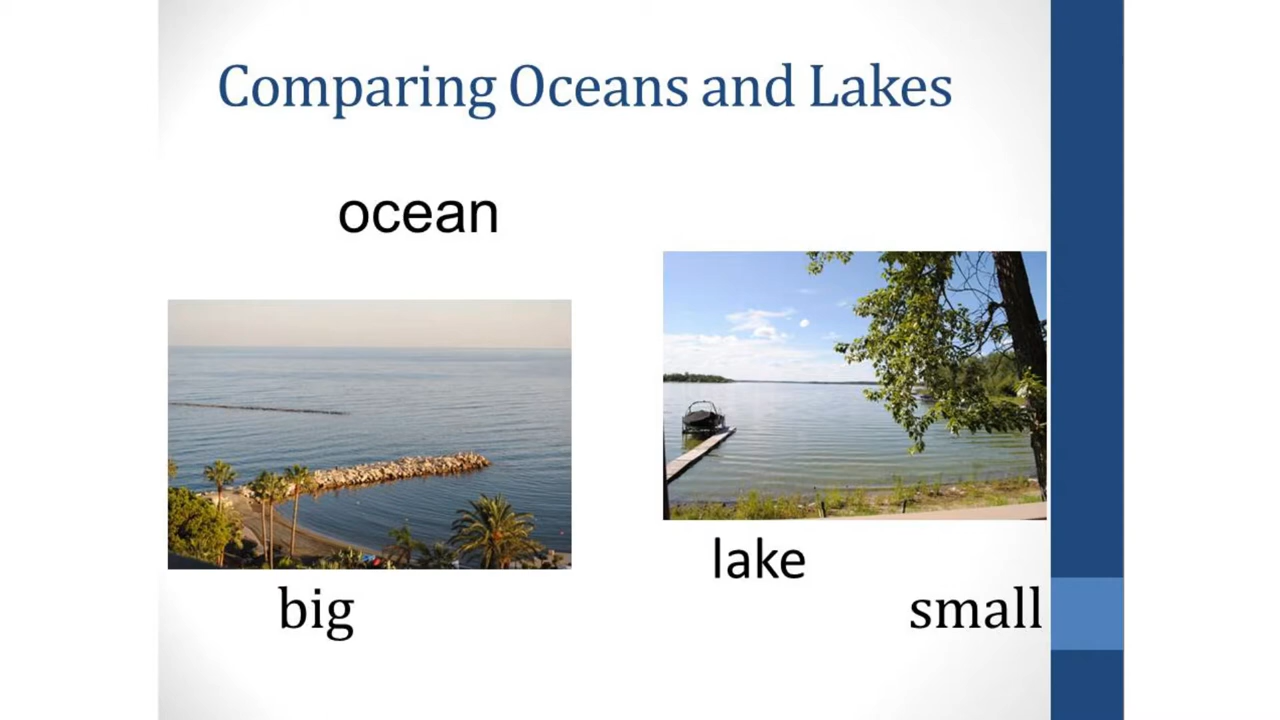 Comparing Oceans and Lakes
ocean
lake
big
small